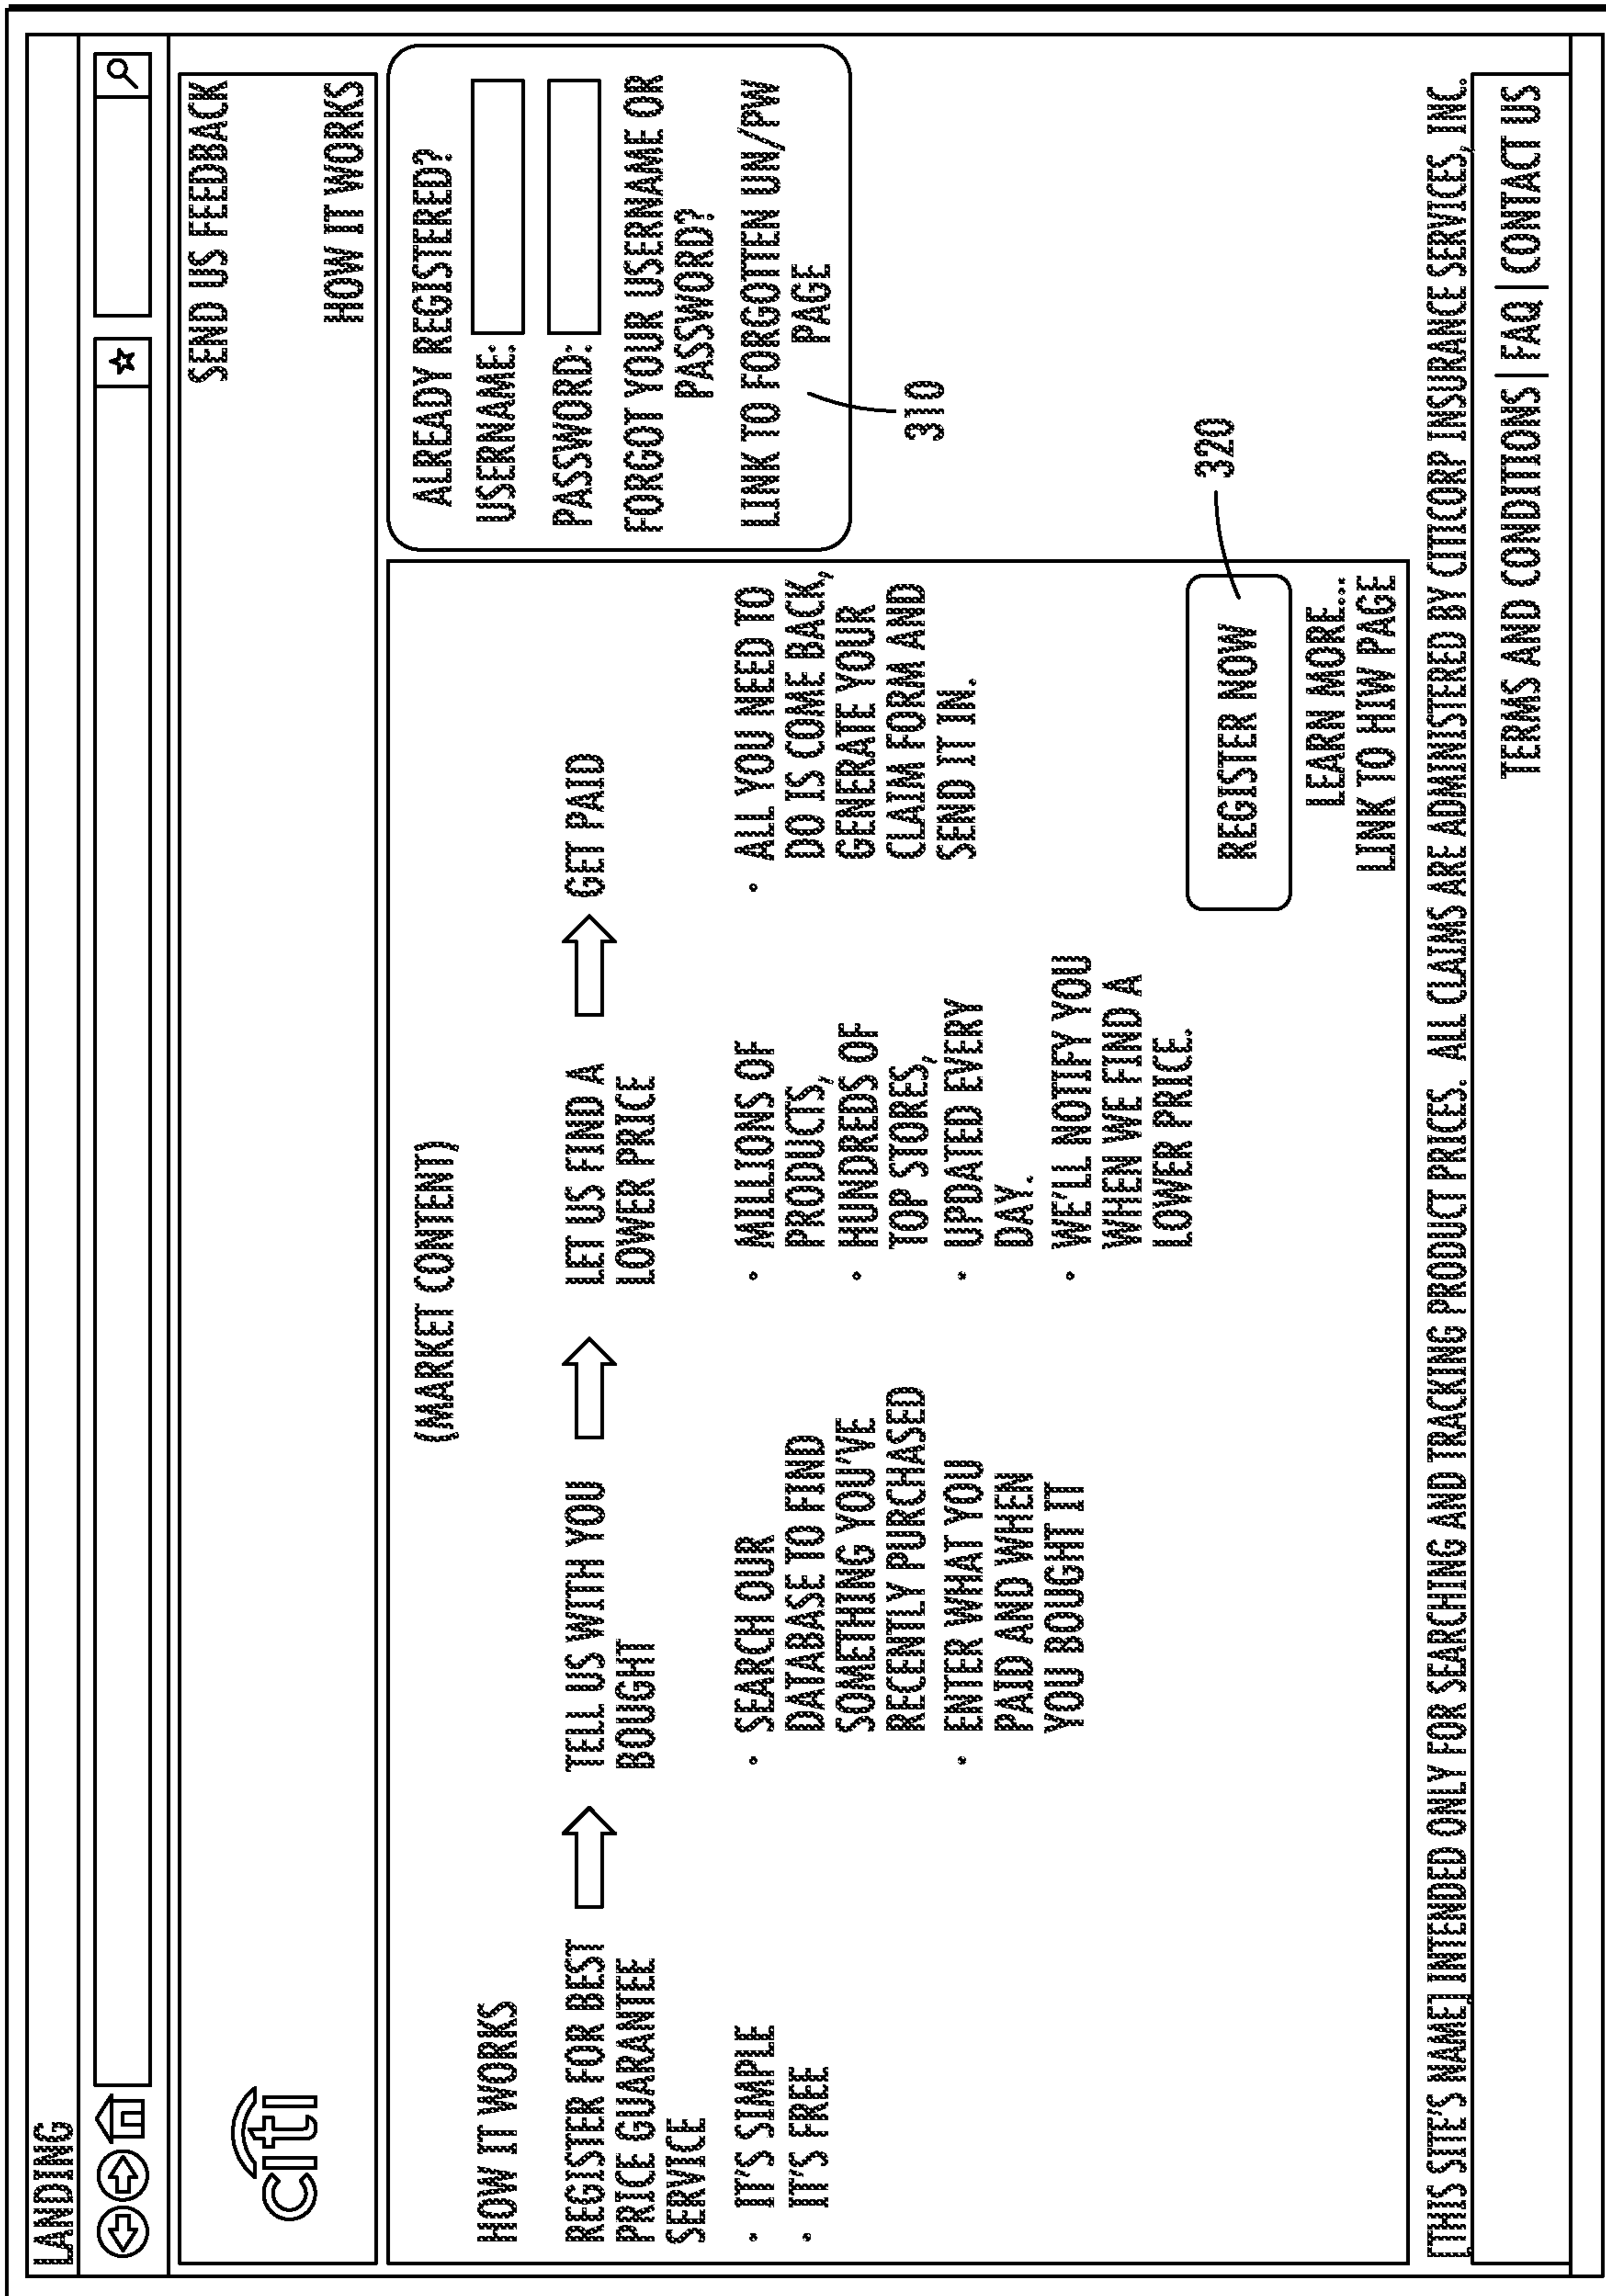 LANDING
citi
SEND US FEEDBACK
HOW IT WORKS
(MARKET CONTENT)
HOW IT WORKS
REGISTER FOR BEST
PRICE GUARANTEE
SERVICE
• IT'S SIMPLE
• IT'S FREE
TELL US WITH YOU
BOUGHT
• SEARCH OUR
DATABASE TO FIND
SOMETHING YOU'VE
RECENTLY PURCHASED
• ENTER WHAT YOU
PAID AND WHEN
YOU BOUGHT IT
LET US FIND A
LOWER PRICE
• MILLIONS OF
PRODUCTS,
• HUNDREDS OF
TOP STORES,
• UPDATED EVERY
DAY.
• WE'LL NOTIFY YOU
WHEN WE FIND A
LOWER PRICE.
GET PAID
• ALL YOU NEED TO
DO IS COME BACK,
GENERATE YOUR
CLAIM FORM AND
SEND IT IN.
REGISTER NOW
320
LEARN MORE...
LINK TO HIW PAGE
ALREADY REGISTERED?
USERNAME:
PASSWORD:
FORGOT YOUR USERNAME OR
PASSWORD?
LINK TO FORGOTTEN UN/PW
PAGE
310
[THIS SITE'S NAME] INTENDED ONLY FOR SEARCHING AND TRACKING PRODUCT PRICES. ALL CLAIMS ARE ADMINISTERED BY CITICORP INSURANCE SERVICES, INC.
TERMS AND CONDITIONS | FAQ | CONTACT US